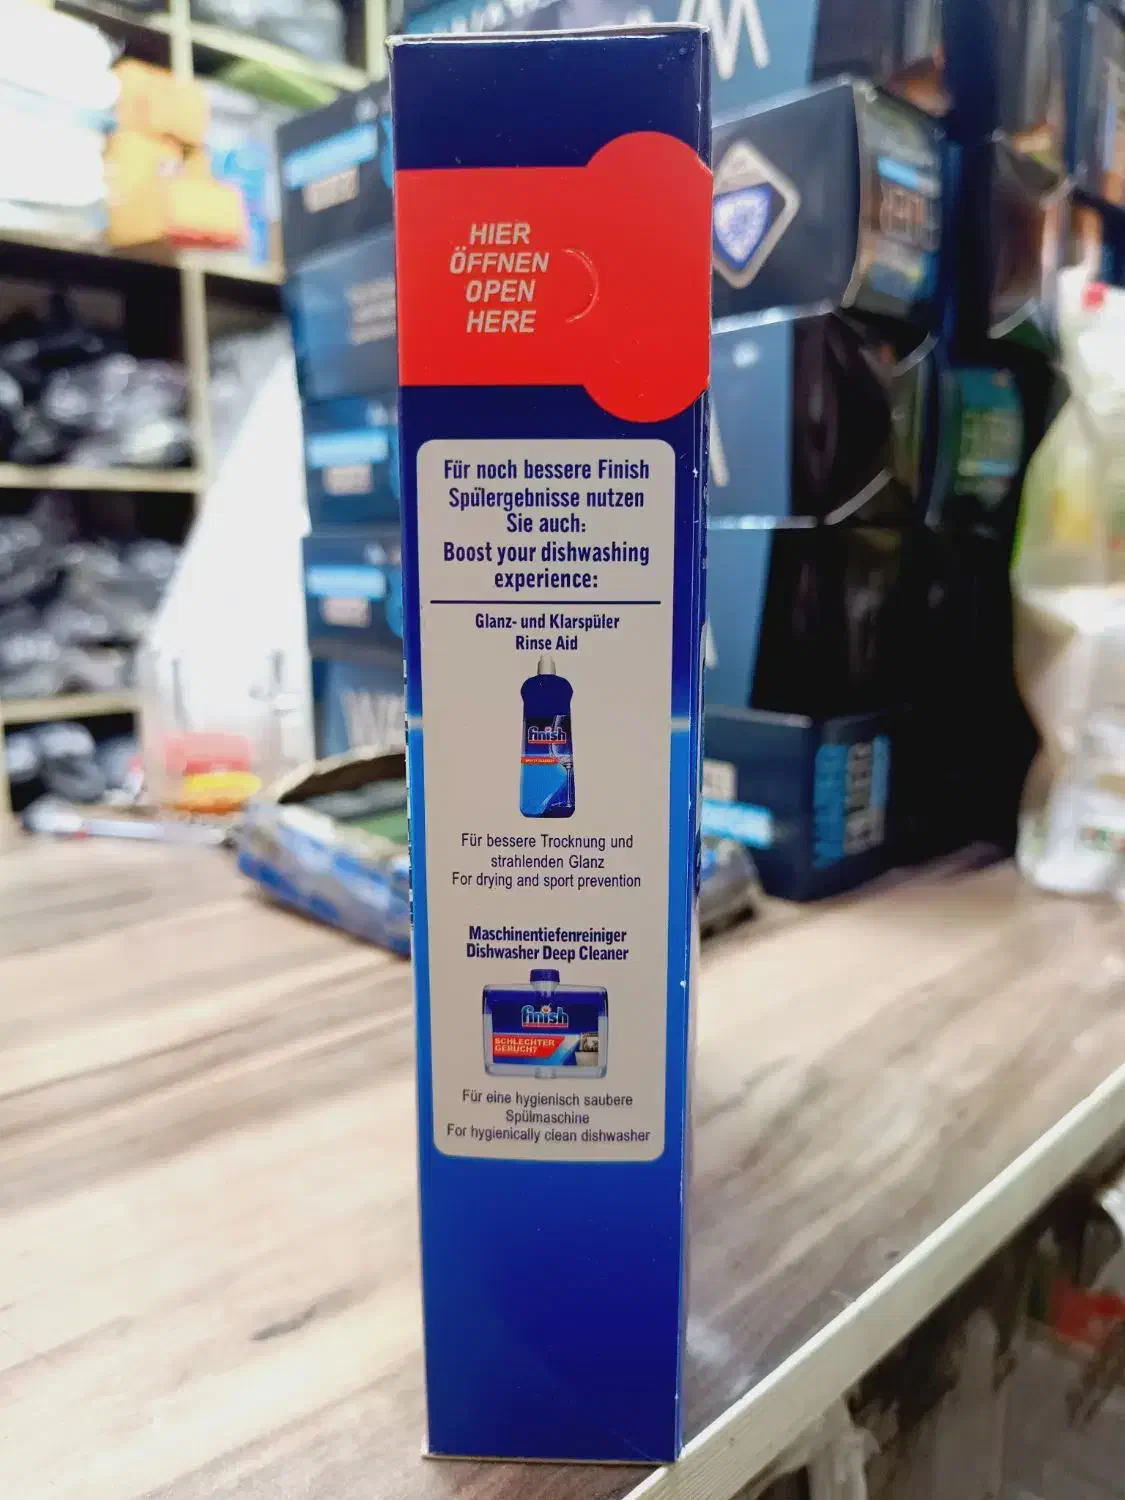 HIER
ÖFFNEN
OPEN
HERE
Für noch bessere Finish
Spülergebnisse nutzen
Sie auch:
Boost your dishwashing
experience:
Glanz- und Klarspüler
Rinse Aid
finish
Für bessere Trocknung und
strahlenden Glanz
For drying and sport prevention
Maschinentiefenreiniger
Dishwasher Deep Cleaner
finish
SCHLECHTER
GERUCH?
Für eine hygienisch saubere
Spülmaschine
For hygienically clean dishwasher